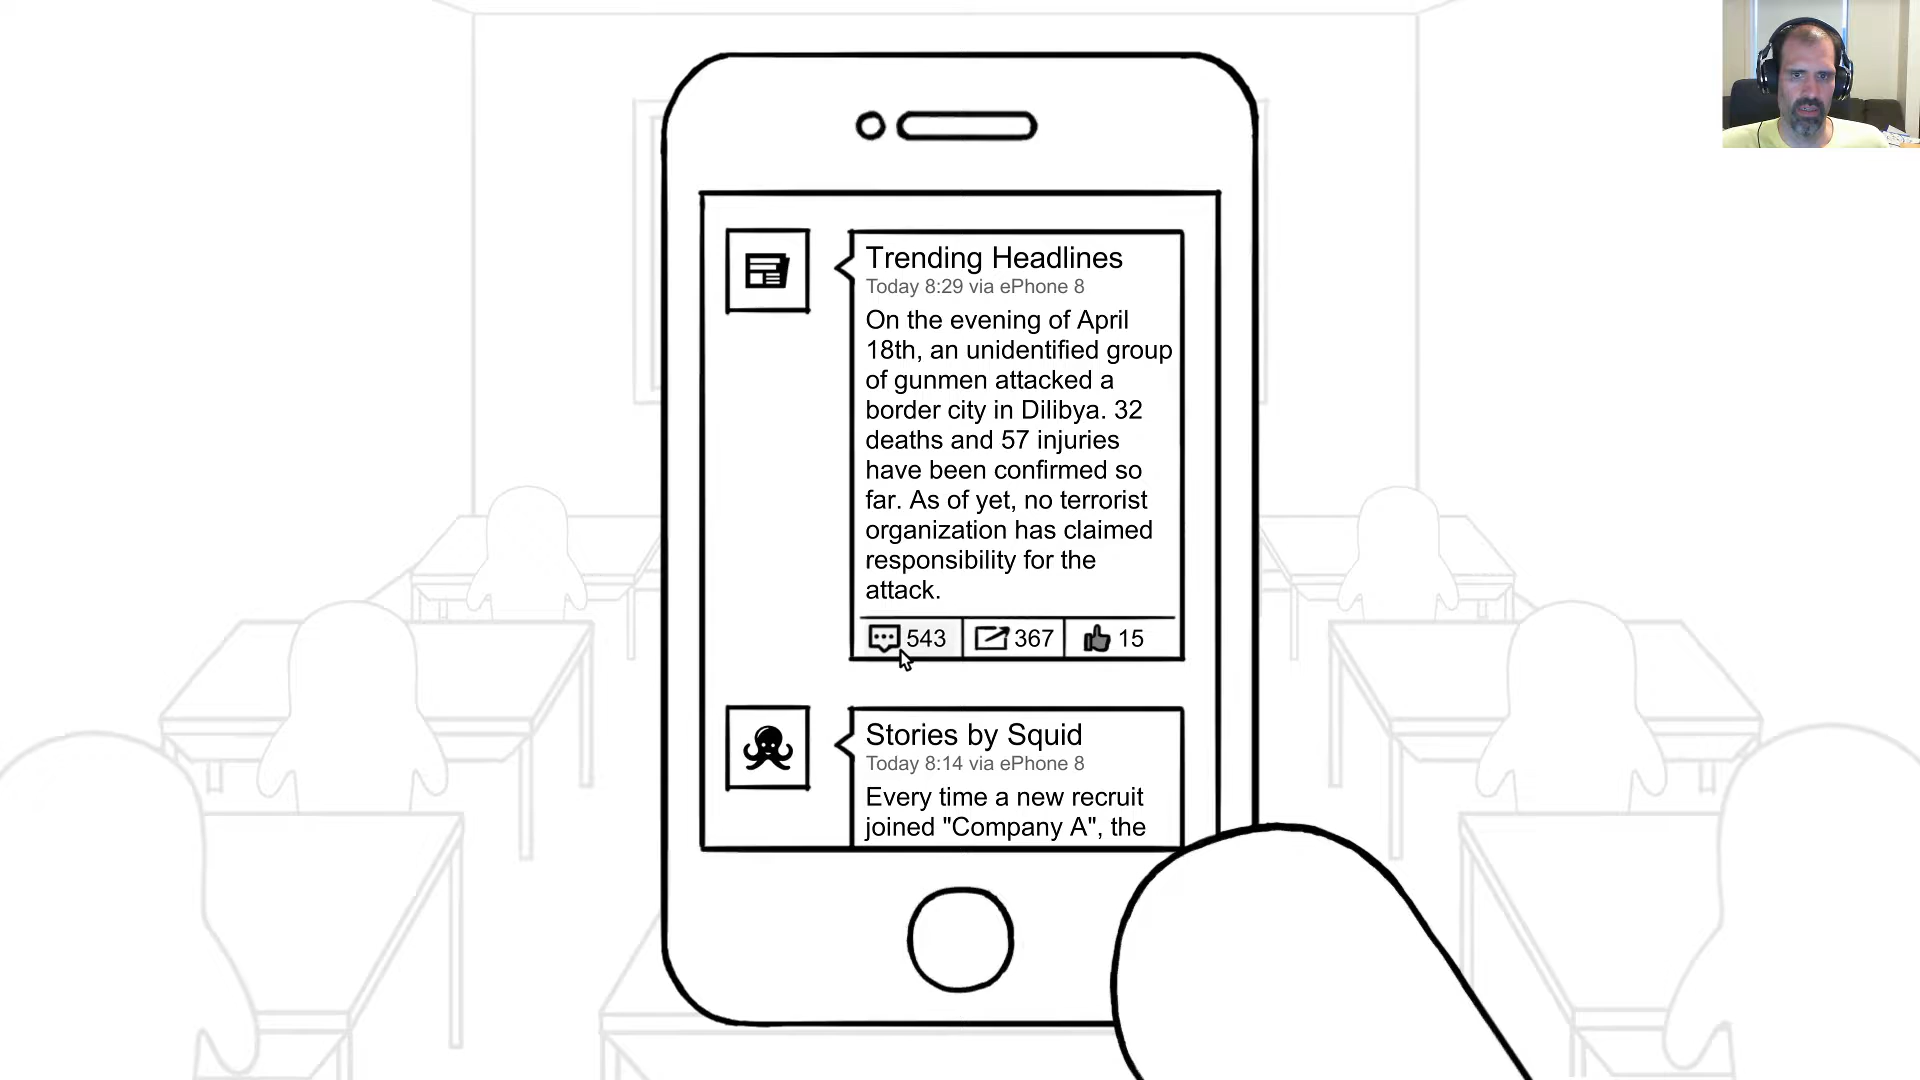 Trending Headlines
Today 8:29 via ePhone 8
On the evening of April
18th, an unidentified group
of gunmen attacked a
border city in Dilibya. 32
deaths and 57 injuries
have been confirmed so
far. As of yet, no terrorist
organization has claimed
responsibility for the
attack.
543 367 15
Stories by Squid
Today 8:14 via ePhone 8
Every time a new recruit
joined "Company A", the